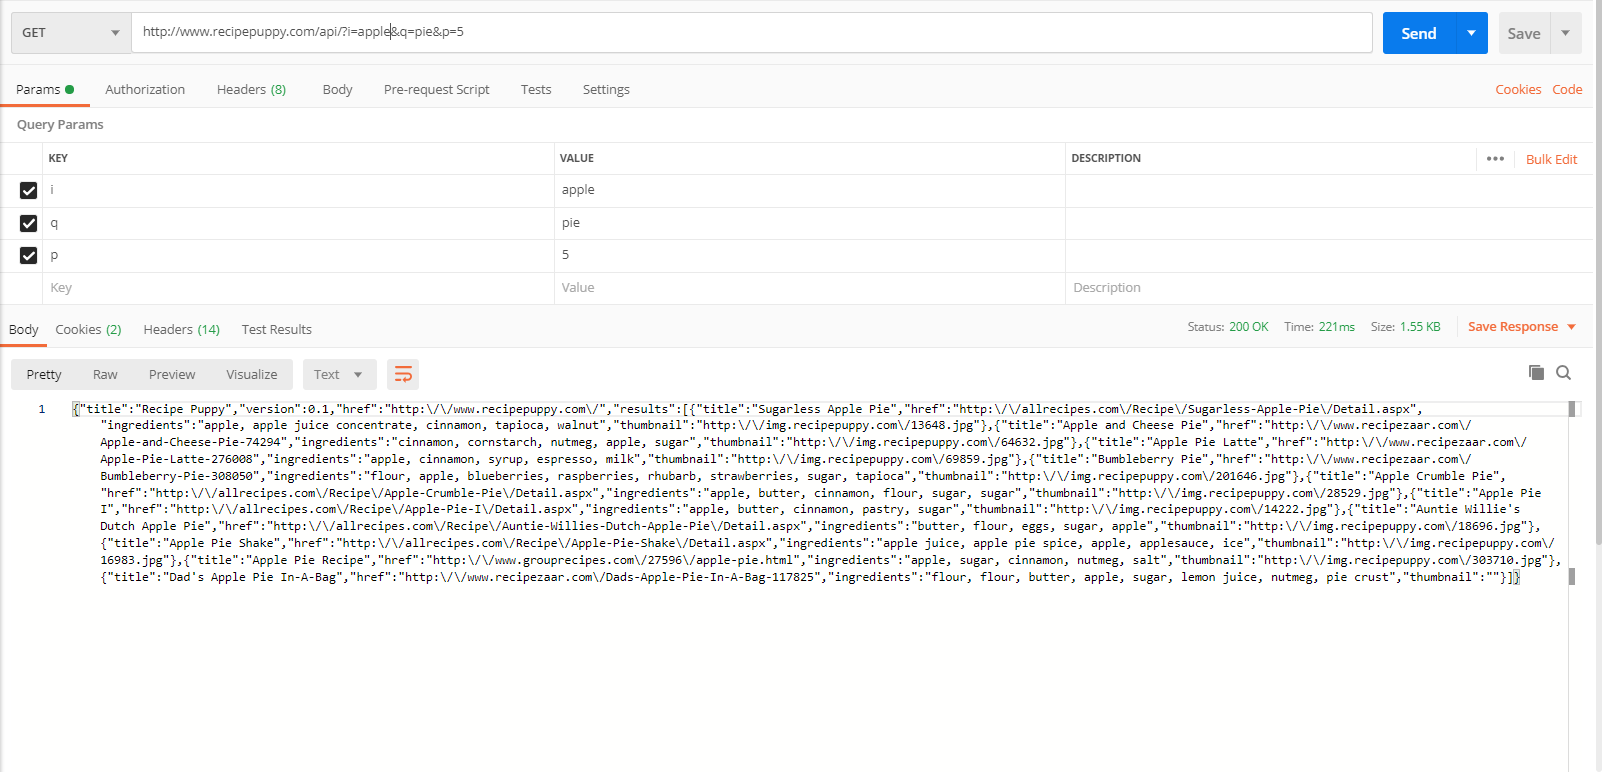 GET http://www.recipepuppy.com/api/?i=apple&q=pie&p=5 Send Save
Params Authorization Headers (8) Body Pre-request Script Tests Settings Cookies Code
Query Params
KEY VALUE DESCRIPTION ••• Bulk Edit
i apple
q pie
p 5
Key Value Description
Body Cookies (2) Headers (14) Test Results Status: 200 OK Time: 221ms Size: 1.55 KB Save Response
Pretty Raw Preview Visualize Text
1 {"title":"Recipe Puppy","version":0.1,"href":"http:\/\/www.recipepuppy.com\/","results":[{"title":"Sugarless Apple Pie","href":"http:\/\/allrecipes.com\/Recipe\/Sugarless-Apple-Pie\/Detail.aspx",
"ingredients":"apple, apple juice concentrate, cinnamon, tapioca, walnut","thumbnail":"http:\/\/img.recipepuppy.com\/13648.jpg"},{"title":"Apple and Cheese Pie","href":"http:\/\/www.recipezaar.com\/
Apple-and-Cheese-Pie-74294","ingredients":"cinnamon, cornstarch, nutmeg, apple, sugar","thumbnail":"http:\/\/img.recipepuppy.com\/64632.jpg"},{"title":"Apple Pie Latte","href":"http:\/\/www.recipezaar.com\/
Apple-Pie-Latte-276008","ingredients":"apple, cinnamon, syrup, espresso, milk","thumbnail":"http:\/\/img.recipepuppy.com\/69859.jpg"},{"title":"Bumbleberry Pie","href":"http:\/\/www.recipezaar.com\/
Bumbleberry-Pie-308050","ingredients":"flour, apple, blueberries, raspberries, rhubarb, strawberries, sugar, tapioca","thumbnail":"http:\/\/img.recipepuppy.com\/201646.jpg"},{"title":"Apple Crumble Pie",
"href":"http:\/\/allrecipes.com\/Recipe\/Apple-Crumble-Pie\/Detail.aspx","ingredients":"apple, butter, cinnamon, flour, sugar, sugar","thumbnail":"http:\/\/img.recipepuppy.com\/28529.jpg"},{"title":"Apple Pie
I","href":"http:\/\/allrecipes.com\/Recipe\/Apple-Pie-I\/Detail.aspx","ingredients":"apple, butter, cinnamon, pastry, sugar","thumbnail":"http:\/\/img.recipepuppy.com\/14222.jpg"},{"title":"Auntie Willie's
Dutch Apple Pie","href":"http:\/\/allrecipes.com\/Recipe\/Auntie-Willies-Dutch-Apple-Pie\/Detail.aspx","ingredients":"butter, flour, eggs, sugar, apple","thumbnail":"http:\/\/img.recipepuppy.com\/18696.jpg"},
{"title":"Apple Pie Shake","href":"http:\/\/allrecipes.com\/Recipe\/Apple-Pie-Shake\/Detail.aspx","ingredients":"apple juice, apple pie spice, apple, applesauce, ice","thumbnail":"http:\/\/img.recipepuppy.com\/
16983.jpg"},{"title":"Apple Pie Recipe","href":"http:\/\/www.grouprecipes.com\/27596\/apple-pie.html","ingredients":"apple, sugar, cinnamon, nutmeg, salt","thumbnail":"http:\/\/img.recipepuppy.com\/303710.jpg"},
{"title":"Dad's Apple Pie In-A-Bag","href":"http:\/\/www.recipezaar.com\/Dads-Apple-Pie-In-A-Bag-117825","ingredients":"flour, flour, butter, apple, sugar, lemon juice, nutmeg, pie crust","thumbnail":""}]}